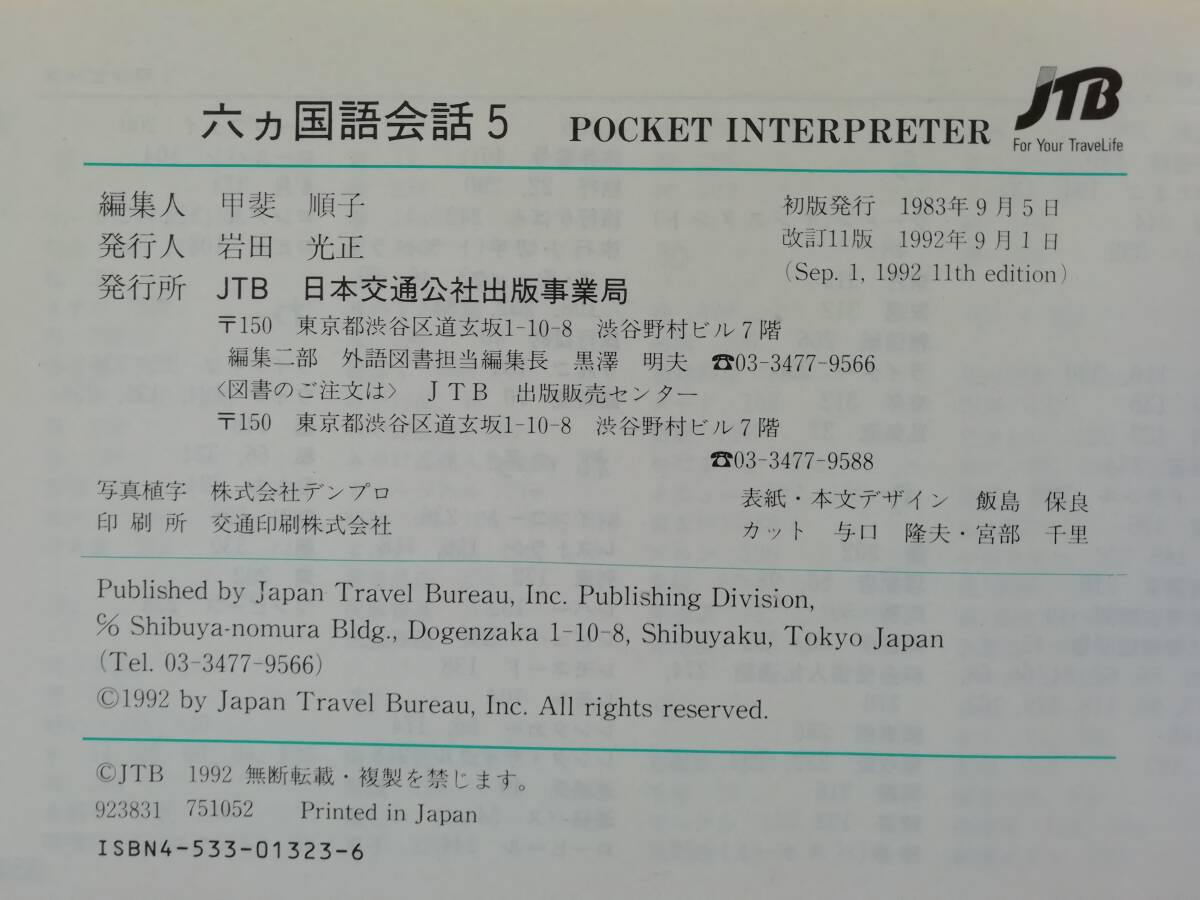 六ヵ国語会話5 POCKET INTERPRETER
JTB
For Your TraveLife
編集人 甲斐 順子
発行人 岩田 光正
発行所 JTB 日本交通公社出版事業局
初版発行 1983年9月5日
改訂11版 1992年9月1日
(Sep. 1, 1992 11th edition)
〒150 東京都渋谷区道玄坂1-10-8 渋谷野村ビル7階
編集二部 外語図書担当編集長 黒澤 明夫 ☎03-3477-9566
〈図書のご注文は〉 JTB 出版販売センター
〒150 東京都渋谷区道玄坂1-10-8 渋谷野村ビル7階
☎03-3477-9588
写真植字 株式会社デンプロ
印刷所 交通印刷株式会社
表紙・本文デザイン 飯島 保良
カット 与口 隆夫・宮部 千里
Published by Japan Travel Bureau, Inc. Publishing Division,
℅ Shibuya-nomura Bldg., Dogenzaka 1-10-8, Shibuyaku, Tokyo Japan
(Tel. 03-3477-9566)
©1992 by Japan Travel Bureau, Inc. All rights reserved.
©JTB 1992 無断転載・複製を禁じます。
923831 751052 Printed in Japan
ISBN4-533-01323-6